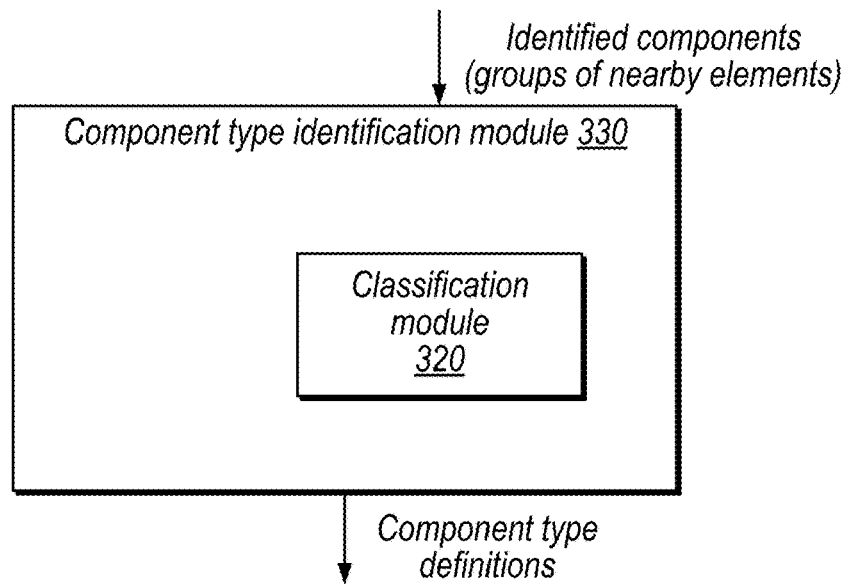 Identified components
(groups of nearby elements)
Component type identification module 330
Classification
module
320
Component type
definitions